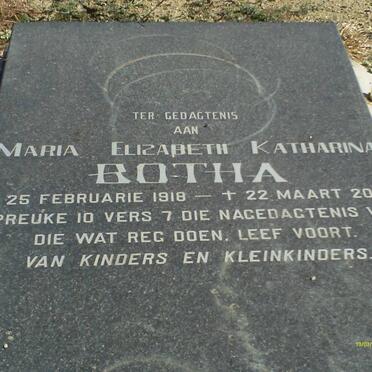 TER GEDAGTENIS
AAN
MARIA ELIZABETH KATHARINA
BOTHA
25 FEBRUARIE 1918 – † 22 MAART 20
PREUKE 10 VERS 7 DIE NAGEDAGTENIS
DIE WAT REG DOEN, LEEF VOORT.
VAN KINDERS EN KLEINKINDERS.